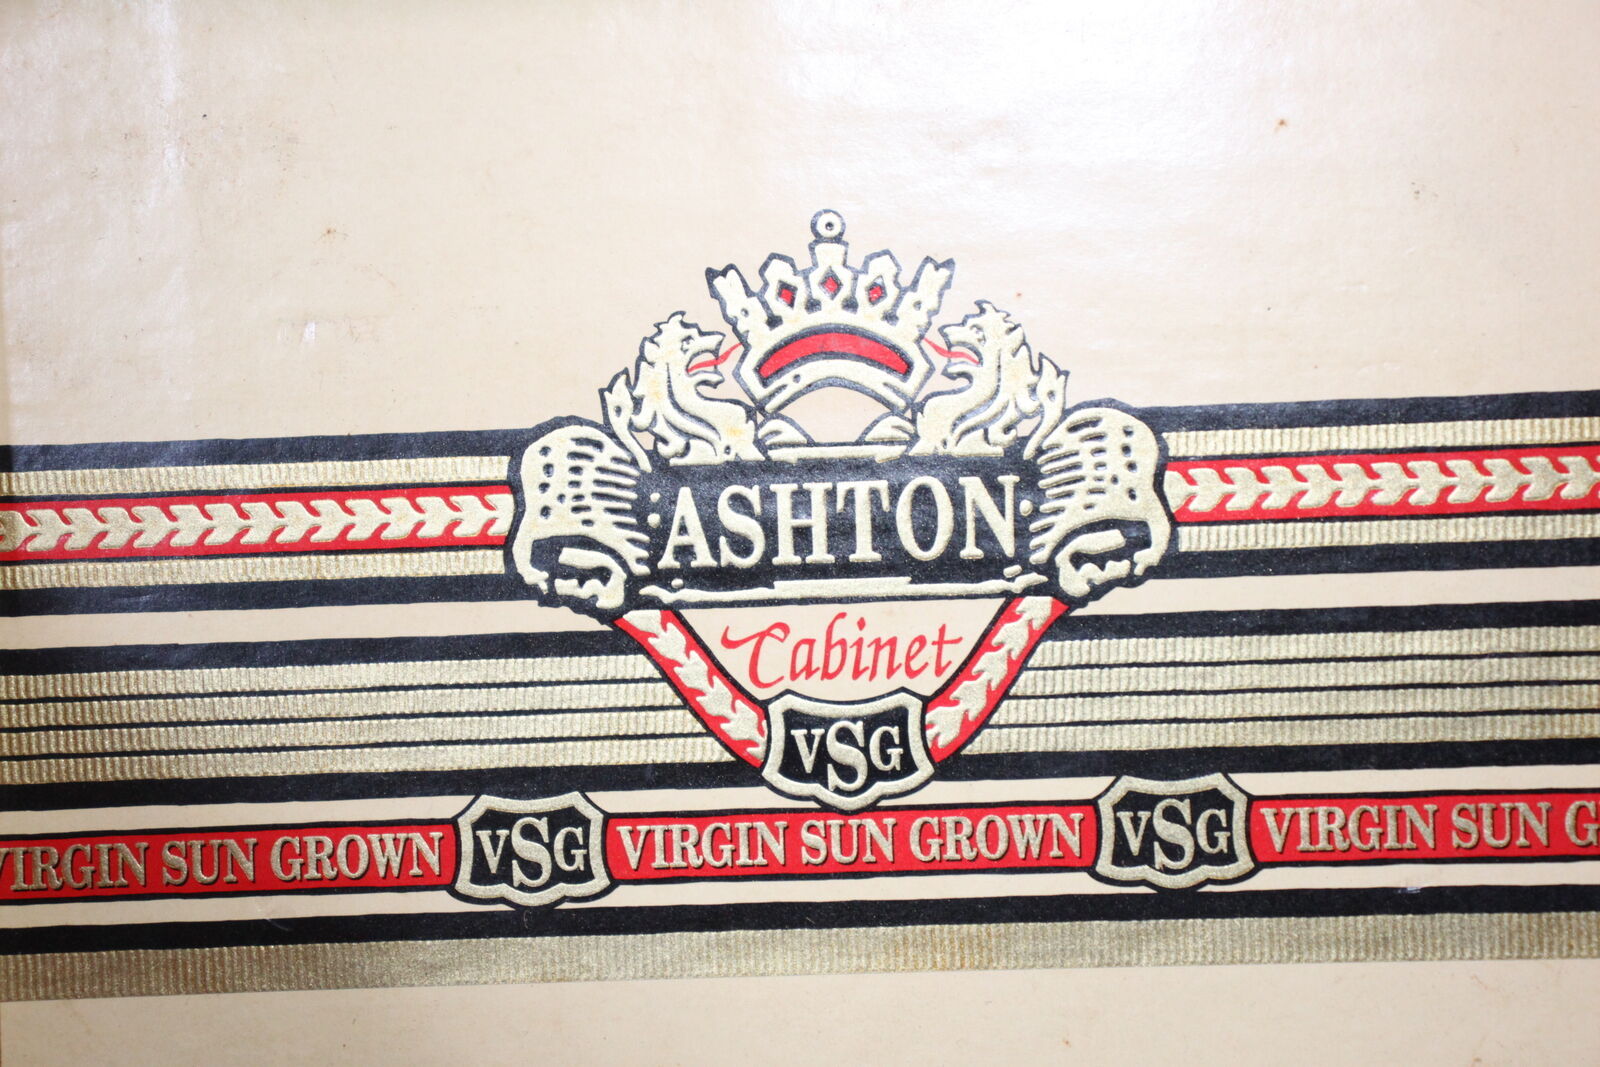 ASHTON
Cabinet
VSG
VIRGIN SUN GROWN VSG VIRGIN SUN GROWN VSG VIRGIN SUN G